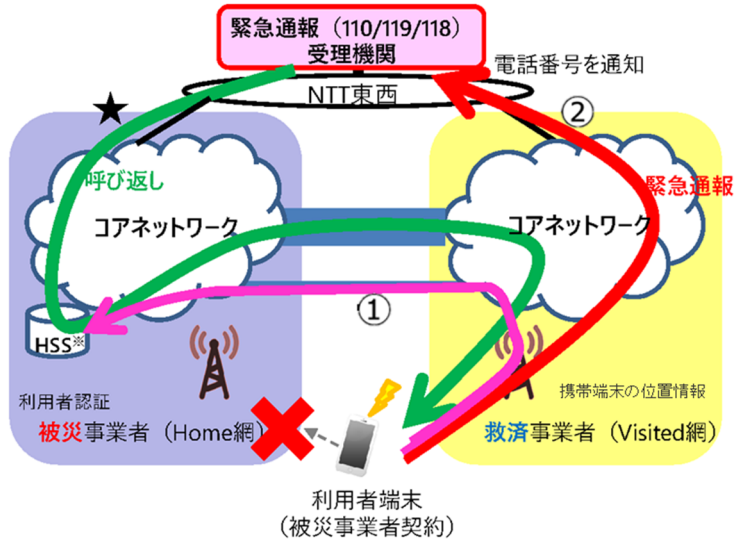 緊急通報（110/119/118）
受理機関
電話番号を通知
NTT東西
★
②
呼び返し
緊急通報
コアネットワーク
コアネットワーク
①
HSS※
利用者認証
携帯端末の位置情報
被災事業者（Home網）
救済事業者（Visited網）
利用者端末
（被災事業者契約）